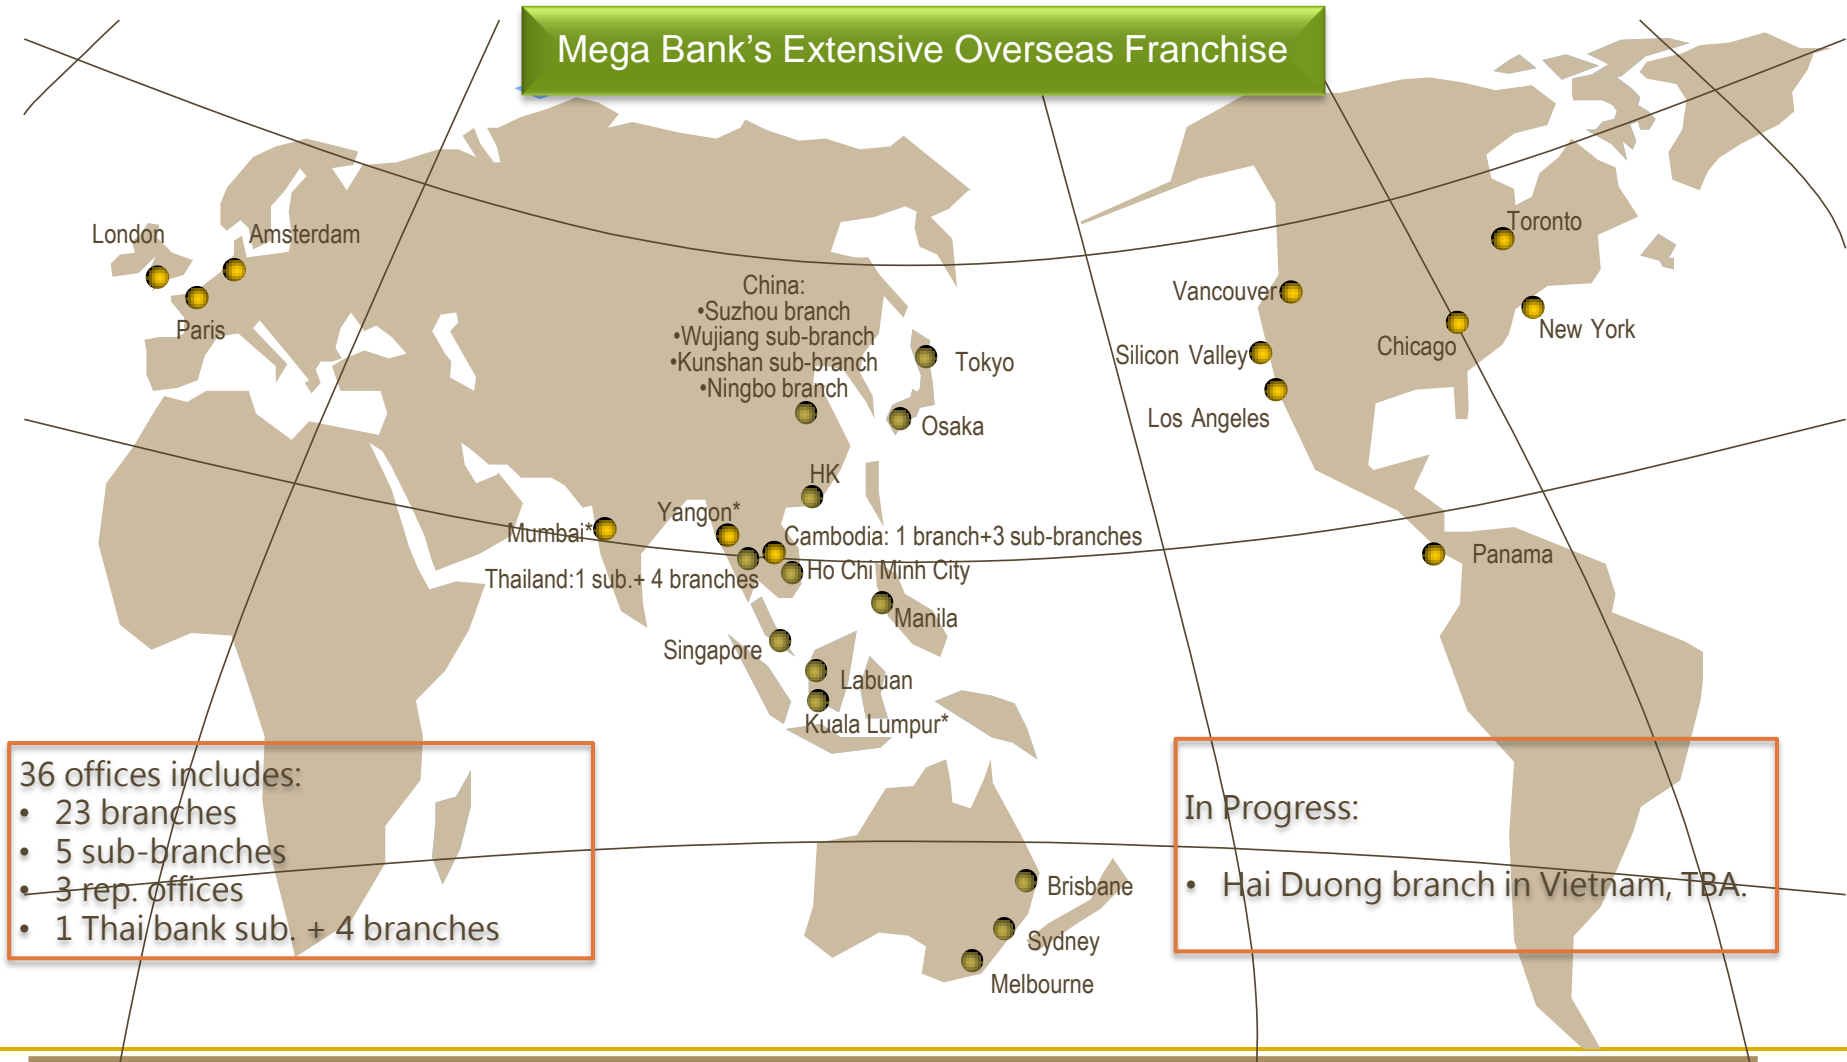 Mega Bank's Extensive Overseas Franchise
London
Amsterdam
Paris
China:
•Suzhou branch
•Wujiang sub-branch
•Kunshan sub-branch
•Ningbo branch
Tokyo
Osaka
HK
Yangon*
Mumbai*
Cambodia: 1 branch+3 sub-branches
Thailand:1 sub.+ 4 branches
Ho Chi Minh City
Manila
Singapore
Labuan
Kuala Lumpur*
Brisbane
Sydney
Melbourne
Toronto
Vancouver
New York
Chicago
Silicon Valley
Los Angeles
Panama
36 offices includes:
• 23 branches
• 5 sub-branches
• 3 rep. offices
• 1 Thai bank sub. + 4 branches
In Progress:
• Hai Duong branch in Vietnam, TBA.